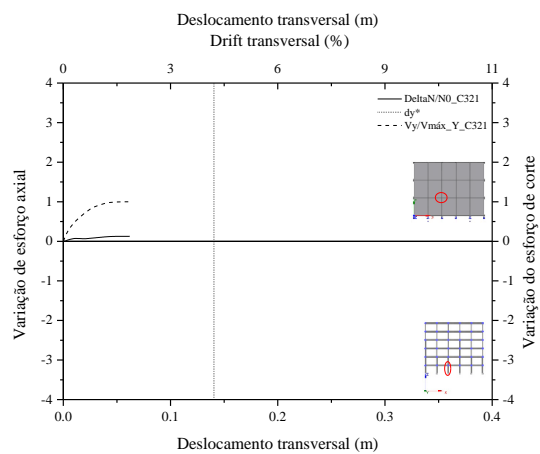 Deslocamento transversal (m)
Drift transversal (%)
0 3 6 8 11
4 4
3 3
2 2
1 1
0 0
-1 -1
-2 -2
-3 -3
-4 -4
DeltaN/N0_C321
dy*
Vy/Vmáx_Y_C321
Variação de esforço axial
Variação do esforço de corte
0.0 0.1 0.2 0.3 0.4
Deslocamento transversal (m)